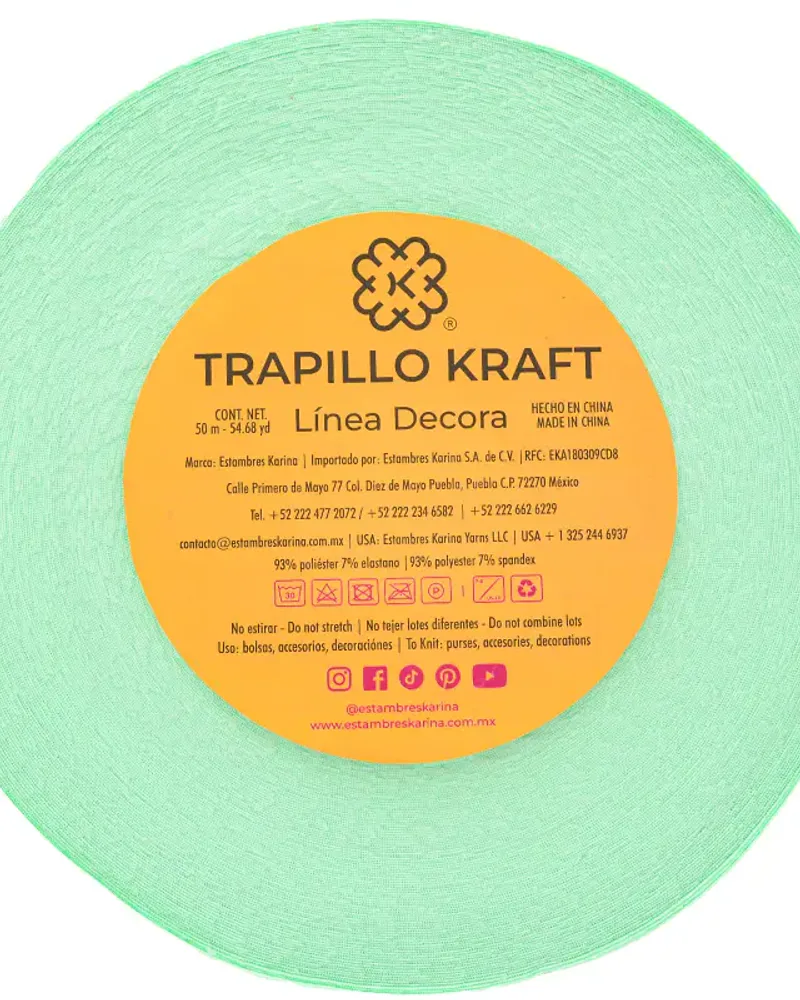 K
®
TRAPILLO KRAFT
CONT. NET.
50 m - 54.68 yd
Línea Decora
HECHO EN CHINA
MADE IN CHINA
Marca: Estambres Karina | Importado por: Estambres Karina S.A. de C.V. | RFC: EKA180309CD8
Calle Primero de Mayo 77 Col. Diez de Mayo Puebla, Puebla C.P. 72270 México
Tel. +52 222 477 2072 / +52 222 234 6582 | +52 222 662 6229
contacto@estambreskarina.com.mx | USA: Estambres Karina Yarns LLC | USA + 1 325 244 6937
93% poliéster 7% elastano | 93% polyester 7% spandex
30 P
No estirar - Do not stretch | No tejer lotes diferentes - Do not combine lots
Uso: bolsas, accesorios, decoraciónes | To Knit: purses, accesories, decorations
@estambreskarina
www.estambreskarina.com.mx